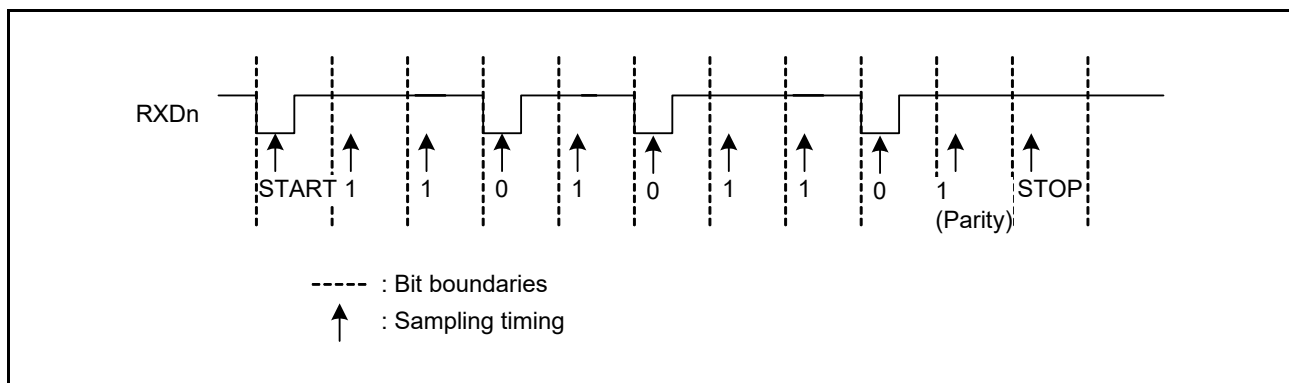 RXDn
START 1 1 0 1 0 1 1 0 1 STOP
(Parity)
: Bit boundaries
: Sampling timing